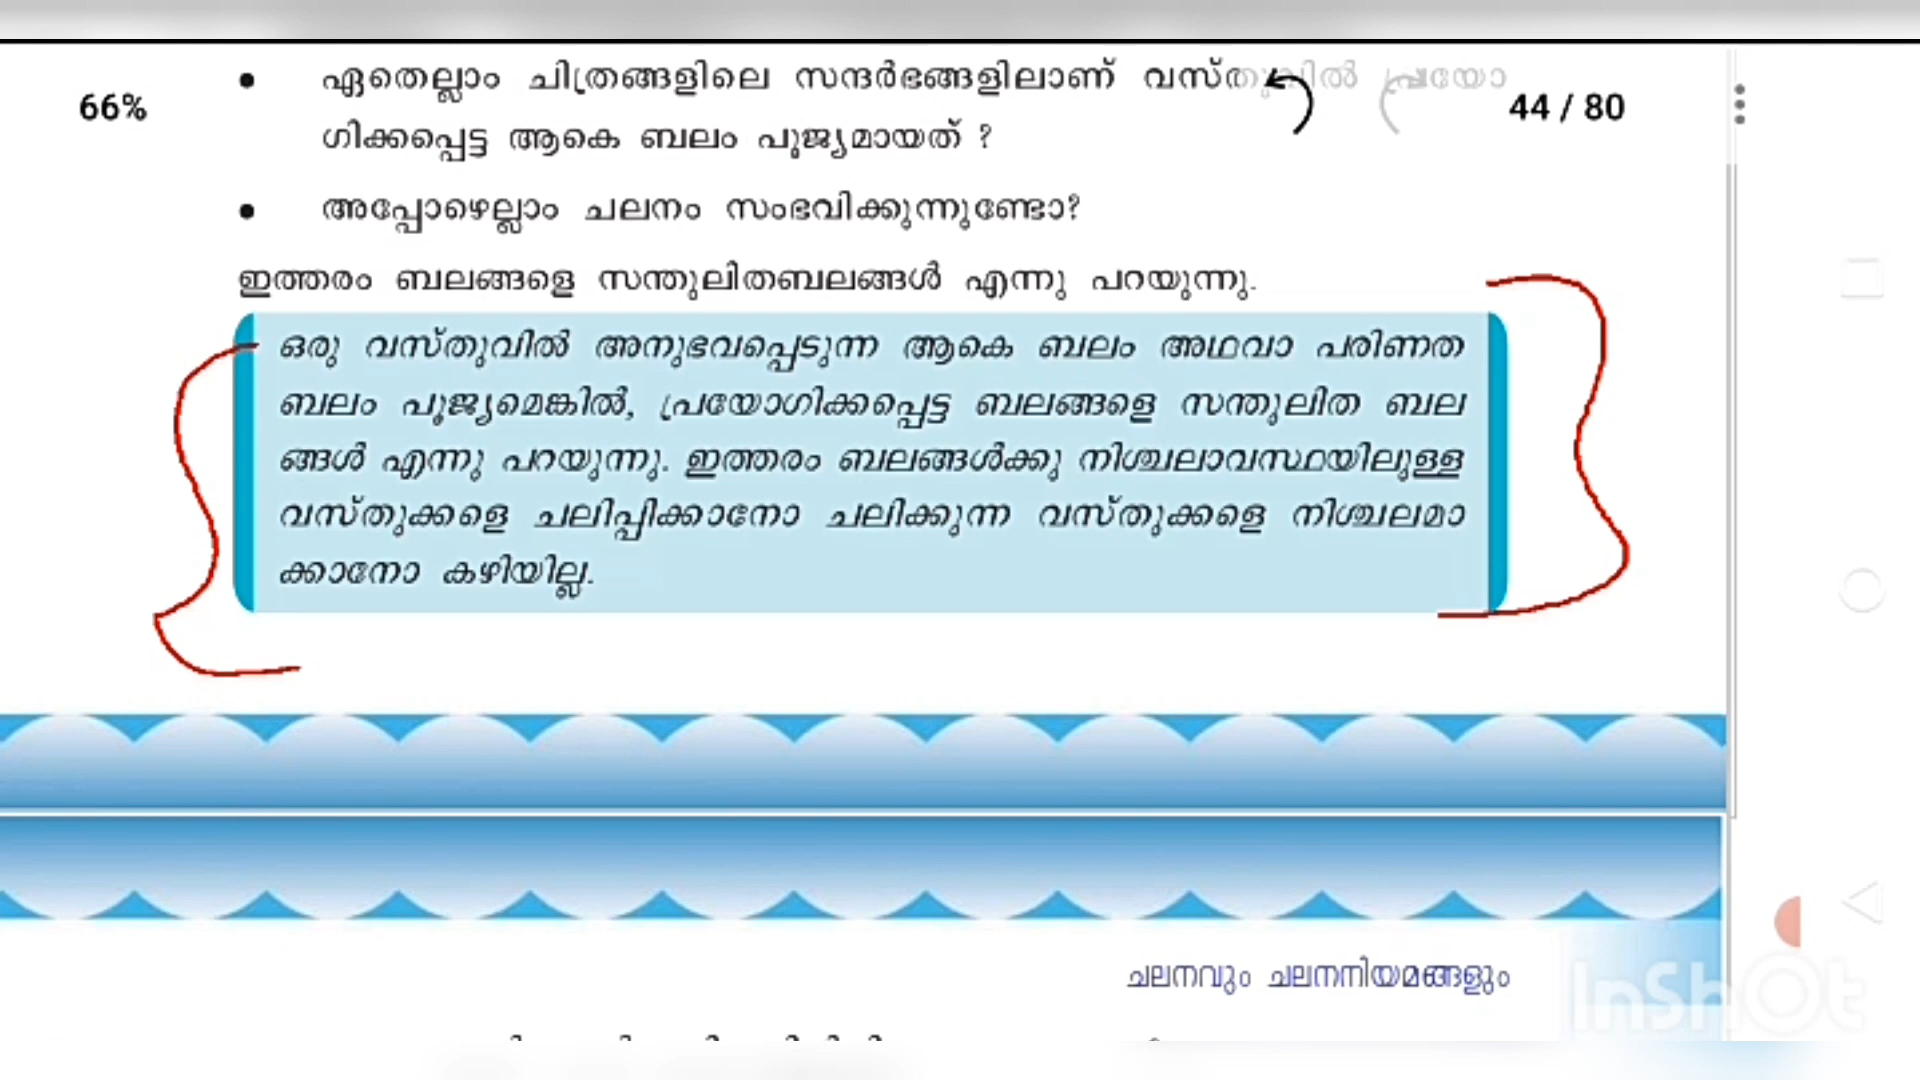 ഏതെല്ലാം ചിത്രങ്ങളിലെ സന്ദർഭങ്ങളിലാണ് വസ്തുവിൽ പ്രയോ
66%
44 / 80
ഗിക്കപ്പെട്ട ആകെ ബലം പൂജ്യമായത് ?
അപ്പോഴെല്ലാം ചലനം സംഭവിക്കുന്നുണ്ടോ?
ഇത്തരം ബലങ്ങളെ സന്തുലിതബലങ്ങൾ എന്നു പറയുന്നു.
ഒരു വസ്തുവിൽ അനുഭവപ്പെടുന്ന ആകെ ബലം അഥവാ പരിണത
ബലം പൂജ്യമെങ്കിൽ, പ്രയോഗിക്കപ്പെട്ട ബലങ്ങളെ സന്തുലിത ബല
ങ്ങൾ എന്നു പറയുന്നു. ഇത്തരം ബലങ്ങൾക്കു നിശ്ചലാവസ്ഥയിലുള്ള
വസ്തുക്കളെ ചലിപ്പിക്കാനോ ചലിക്കുന്ന വസ്തുക്കളെ നിശ്ചലമാ
ക്കാനോ കഴിയില്ല.
ചലനവും ചലനനിയമങ്ങളും
InShOt